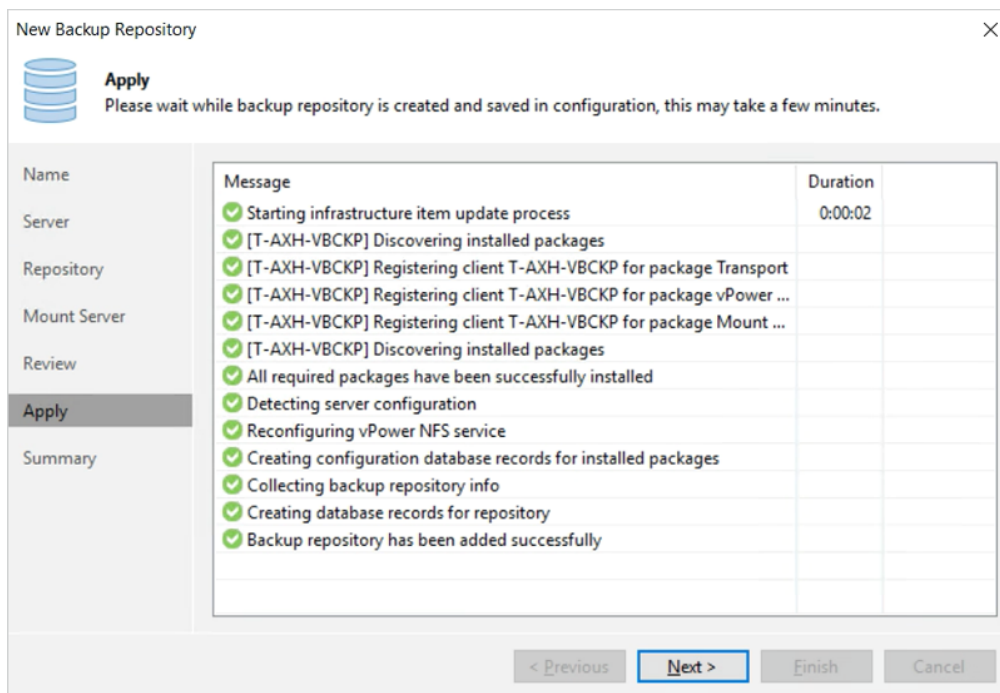 New Backup Repository
Apply
Please wait while backup repository is created and saved in configuration, this may take a few minutes.
Name
Server
Repository
Mount Server
Review
Apply
Summary
Message Duration
Starting infrastructure item update process 0:00:02
[T-AXH-VBCKP] Discovering installed packages
[T-AXH-VBCKP] Registering client T-AXH-VBCKP for package Transport
[T-AXH-VBCKP] Registering client T-AXH-VBCKP for package vPower ...
[T-AXH-VBCKP] Registering client T-AXH-VBCKP for package Mount ...
[T-AXH-VBCKP] Discovering installed packages
All required packages have been successfully installed
Detecting server configuration
Reconfiguring vPower NFS service
Creating configuration database records for installed packages
Collecting backup repository info
Creating database records for repository
Backup repository has been added successfully
< Previous Next > Finish Cancel